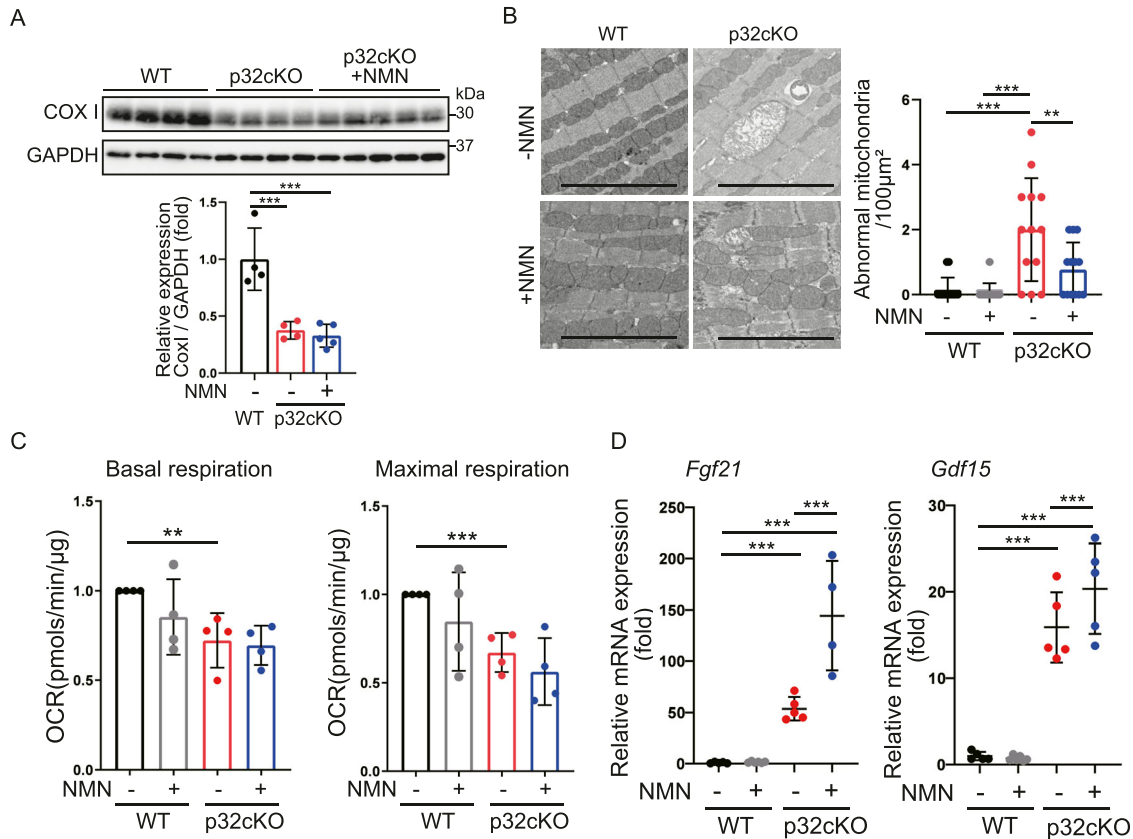 A
WT
p32cKO
p32cKO
+NMN
kDa
COX I
30
GAPDH
37
***
***
Relative expression
CoxI / GAPDH (fold)
1.5
1.0
0.5
0.0
NMN
-
-
+
WT
p32cKO
B
WT
p32cKO
-NMN
+NMN
Abnormal mitochondria
/100µm²
6
4
2
0
***
***
**
NMN
-
+
-
+
WT
p32cKO
C
Basal respiration
OCR(pmols/min/µg)
1.5
1.0
0.5
0.0
**
NMN
-
+
-
+
WT
p32cKO
Maximal respiration
OCR(pmols/min/µg)
1.5
1.0
0.5
0.0
***
NMN
-
+
-
+
WT
p32cKO
D
Fgf21
Relative mRNA expression
(fold)
250
200
150
100
50
0
***
***
***
NMN
-
+
-
+
WT
p32cKO
Gdf15
Relative mRNA expression
(fold)
30
20
10
0
***
***
***
NMN
-
+
-
+
WT
p32cKO